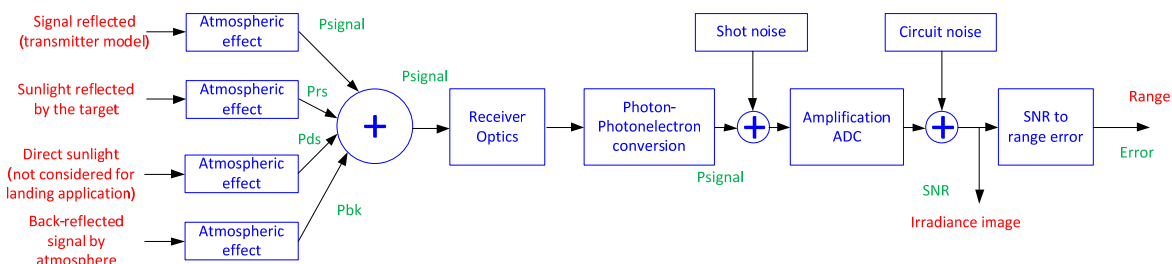 Signal reflected
(transmitter model)
Atmospheric
effect
Psignal
Sunlight reflected
by the target
Atmospheric
effect
Prs
Direct sunlight
(not considered for
landing application)
Atmospheric
effect
Pds
Back-reflected
signal by
atmosphere
Atmospheric
effect
Pbk
+
Psignal
Receiver
Optics
Photon-
Photonelectron
conversion
Psignal
Shot noise
+
Amplification
ADC
Circuit noise
+
SNR
Irradiance image
SNR to
range error
Range
Error